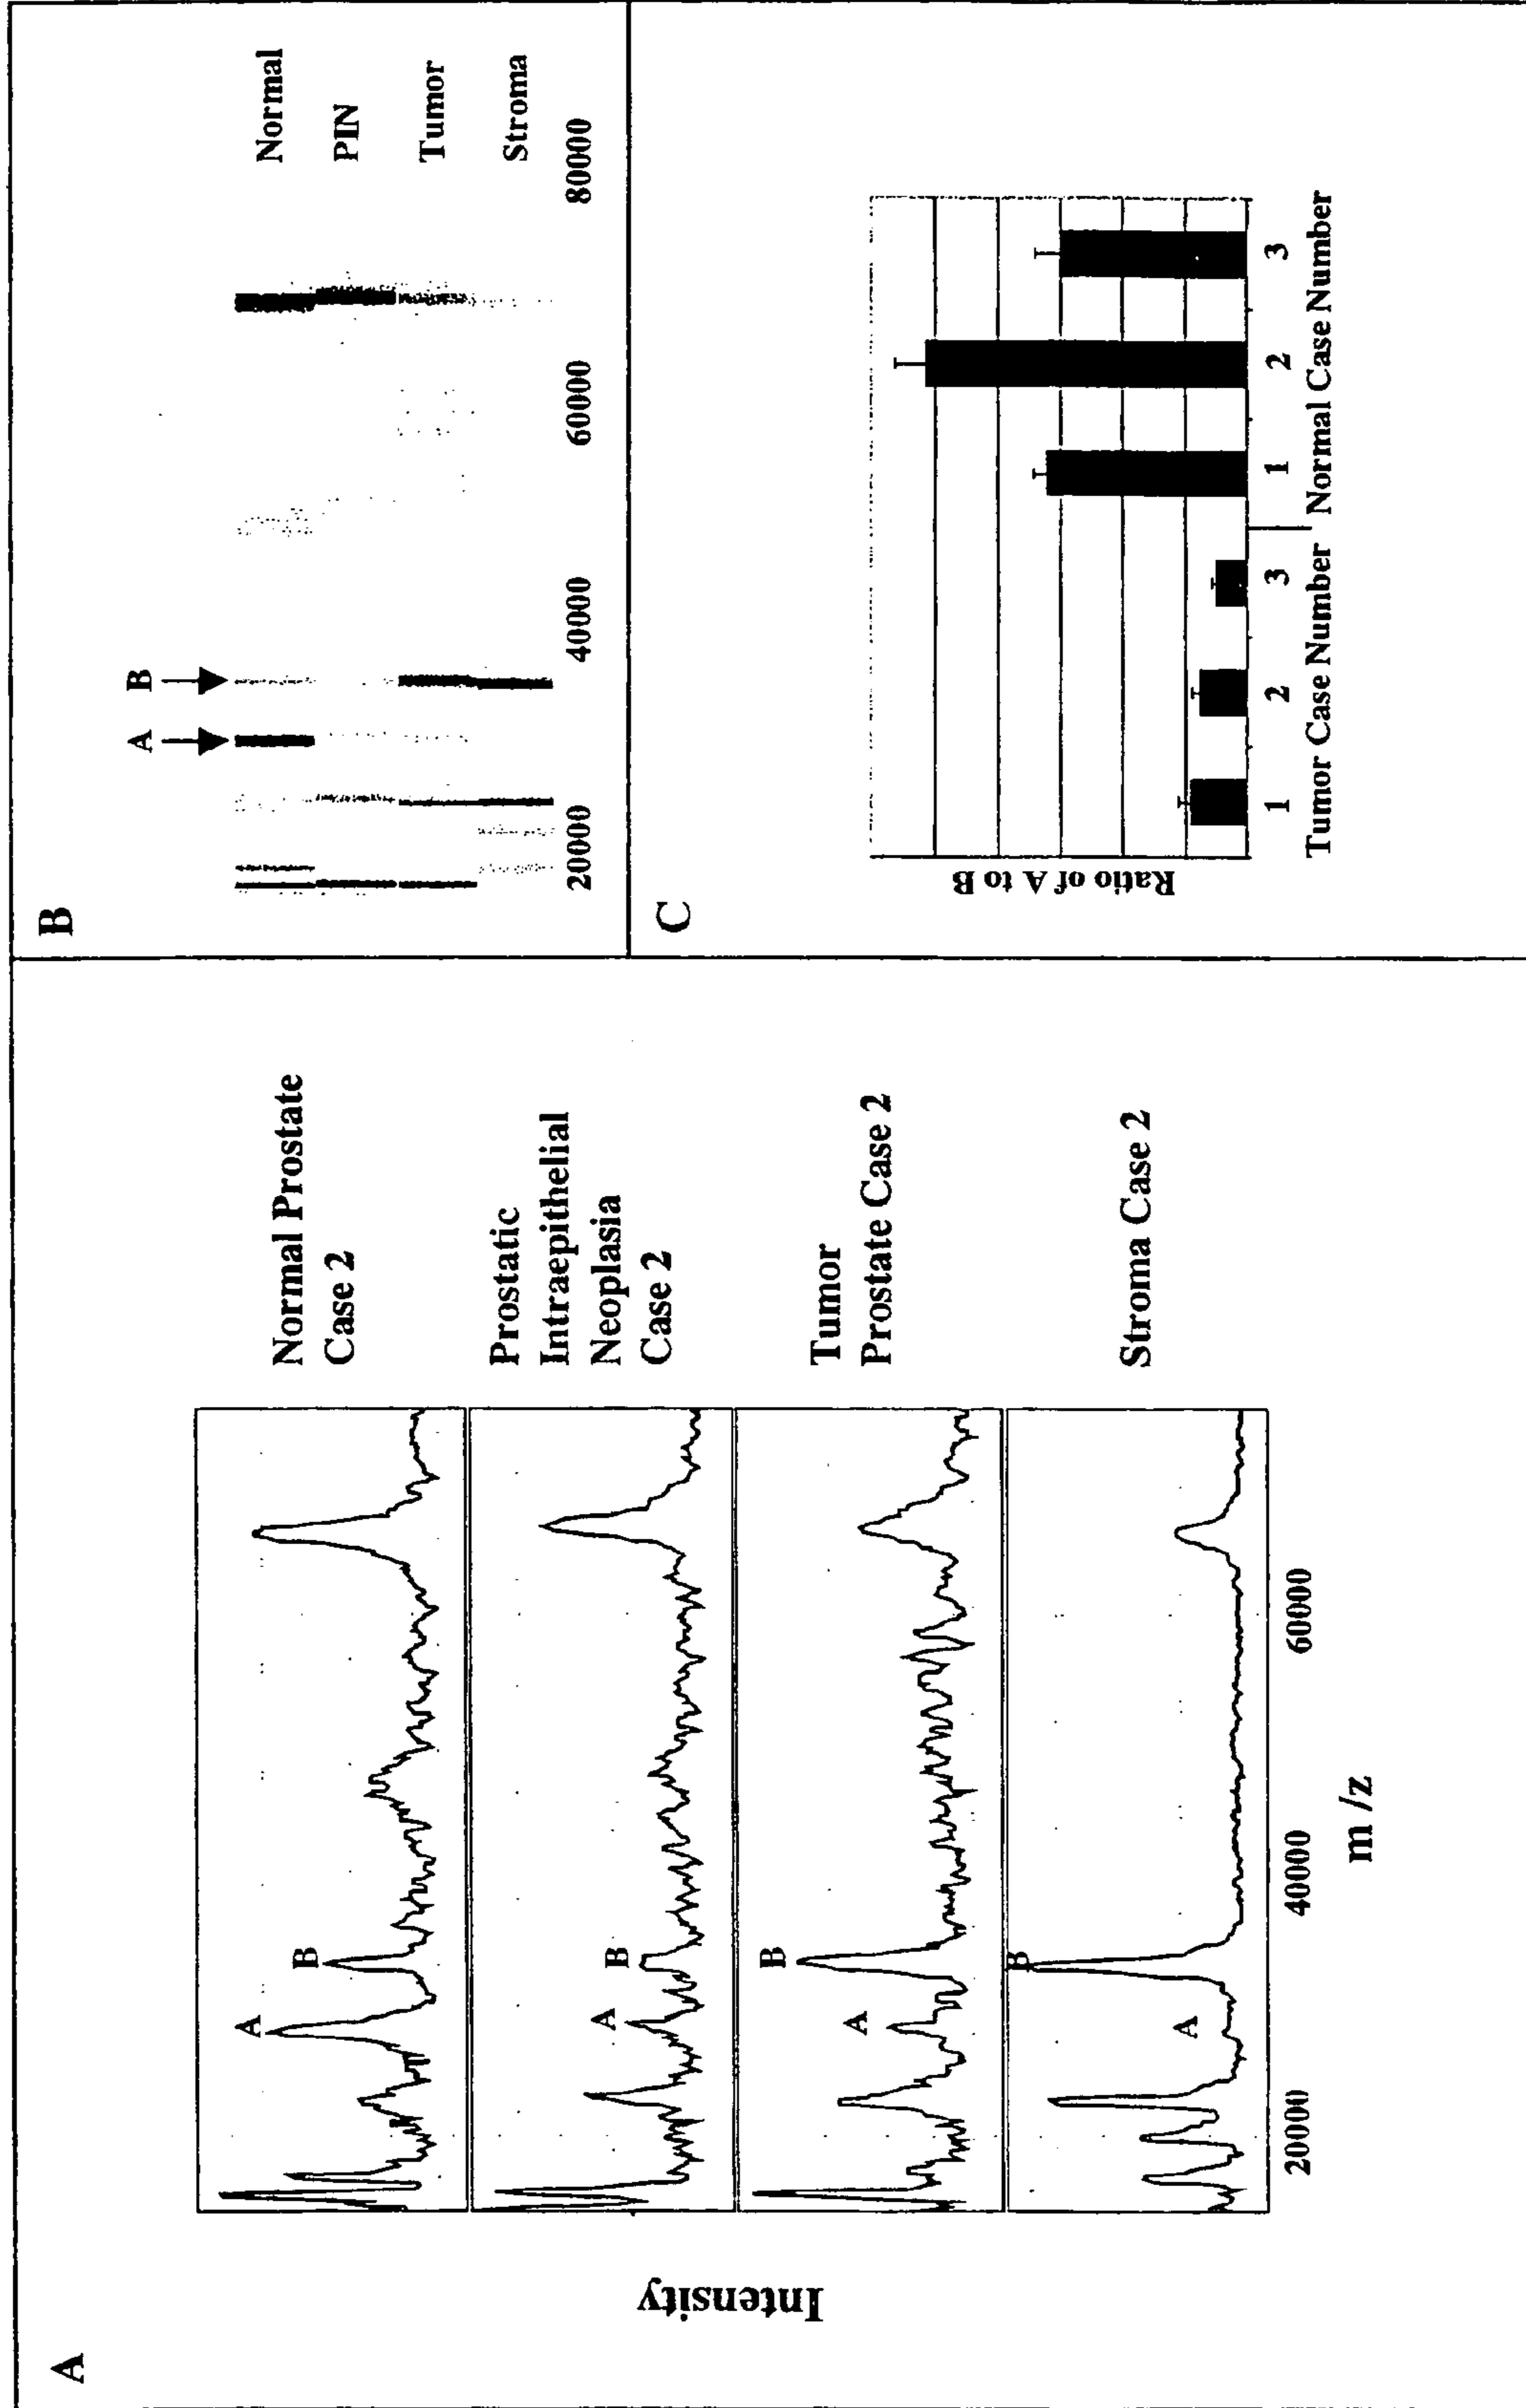 A
Intensity
A
B
Normal Prostate
Case 2
A
B
Prostatic
Intraepithelial
Neoplasia
Case 2
A
B
Tumor
Prostate Case 2
A
B
Stroma Case 2
20000
40000
60000
m /z
B
A
B
Normal
PIN
Tumor
Stroma
20000
40000
60000
80000
C
Ratio of A to B
1
2
3
1
2
3
Tumor Case Number
Normal Case Number